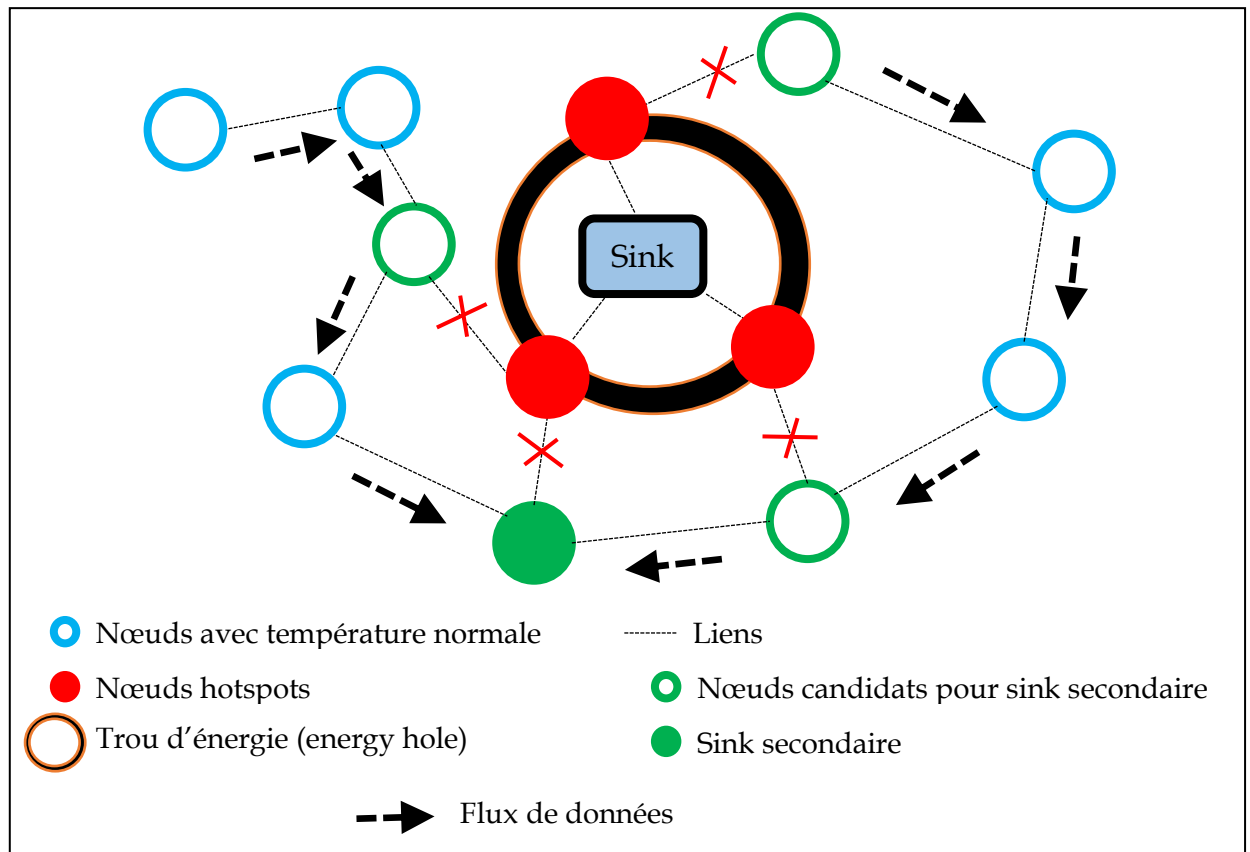 Sink
Nœuds avec température normale
Liens
Nœuds hotspots
Nœuds candidats pour sink secondaire
Trou d’énergie (energy hole)
Sink secondaire
Flux de données